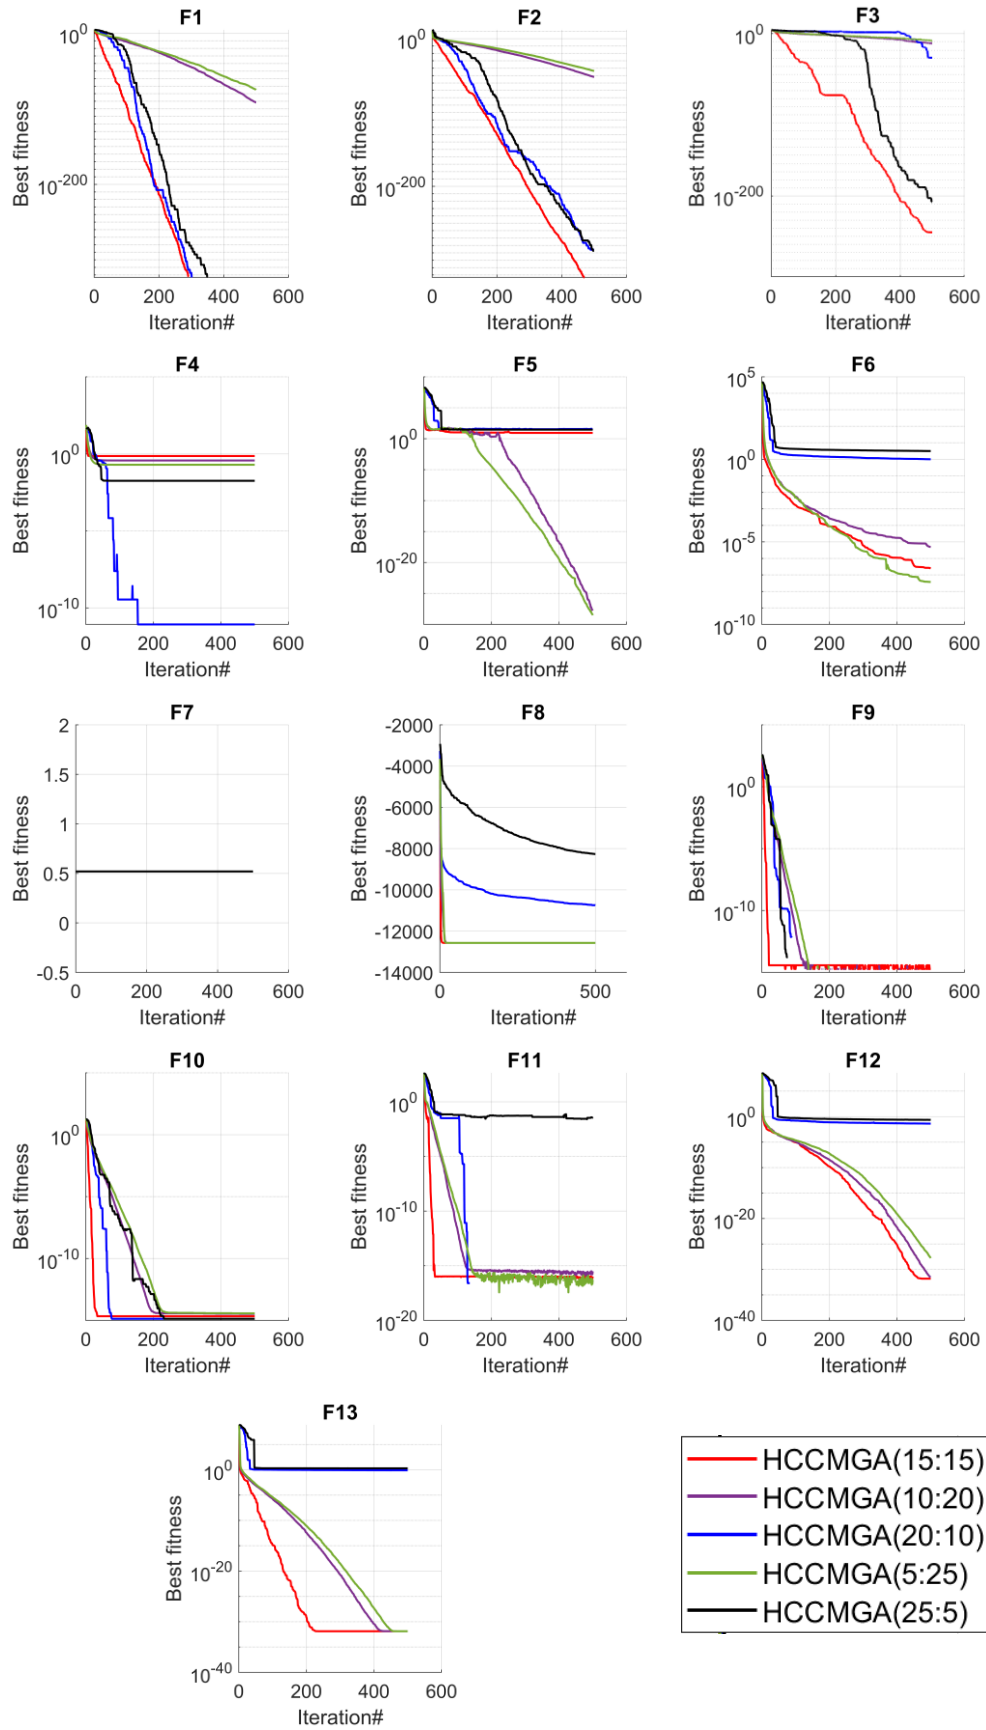 F1
10^0
10^-200
Best fitness
0 200 400 600
Iteration#
F2
10^0
10^-200
Best fitness
0 200 400 600
Iteration#
F3
10^0
10^-200
Best fitness
0 200 400 600
Iteration#
F4
10^0
10^-10
Best fitness
0 200 400 600
Iteration#
F5
10^0
10^-20
Best fitness
0 200 400 600
Iteration#
F6
10^5
10^0
10^-5
10^-10
Best fitness
0 200 400 600
Iteration#
F7
2
1.5
1
0.5
0
-0.5
Best fitness
0 200 400 600
Iteration#
F8
-2000
-4000
-6000
-8000
-10000
-12000
-14000
Best fitness
0 500
Iteration#
F9
10^0
10^-10
Best fitness
0 200 400 600
Iteration#
F10
10^0
10^-10
Best fitness
0 200 400 600
Iteration#
F11
10^0
10^-10
10^-20
Best fitness
0 200 400 600
Iteration#
F12
10^0
10^-20
10^-40
Best fitness
0 200 400 600
Iteration#
F13
10^0
10^-20
10^-40
Best fitness
0 200 400 600
Iteration#
HCCMGA(15:15)
HCCMGA(10:20)
HCCMGA(20:10)
HCCMGA(5:25)
HCCMGA(25:5)